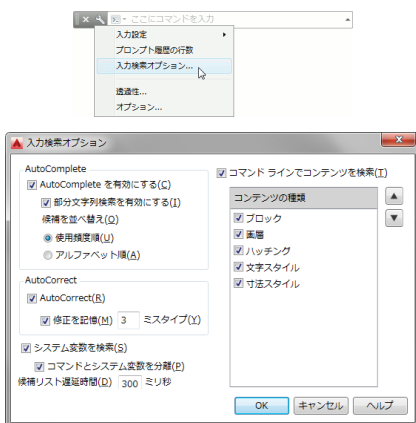 ここにコマンドを入力
入力設定
プロンプト履歴の行数
入力検索オプション...
透過性...
オプション...
入力検索オプション
AutoComplete
AutoComplete を有効にする(C)
部分文字列検索を有効にする(I)
候補を並べ替え(O)
使用頻度順(U)
アルファベット順(A)
AutoCorrect
AutoCorrect(R)
修正を記憶(M) 3 ミスタイプ(Y)
システム変数を検索(S)
コマンドとシステム変数を分離(P)
候補リスト遅延時間(D) 300 ミリ秒
コマンド ラインでコンテンツを検索(T)
コンテンツの種類
ブロック
画層
ハッチング
文字スタイル
寸法スタイル
OK キャンセル ヘルプ